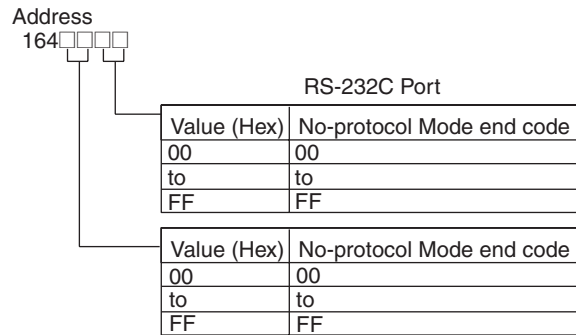 Address
164□□□□
RS-232C Port
Value (Hex) No-protocol Mode end code
00 00
to to
FF FF
Value (Hex) No-protocol Mode end code
00 00
to to
FF FF